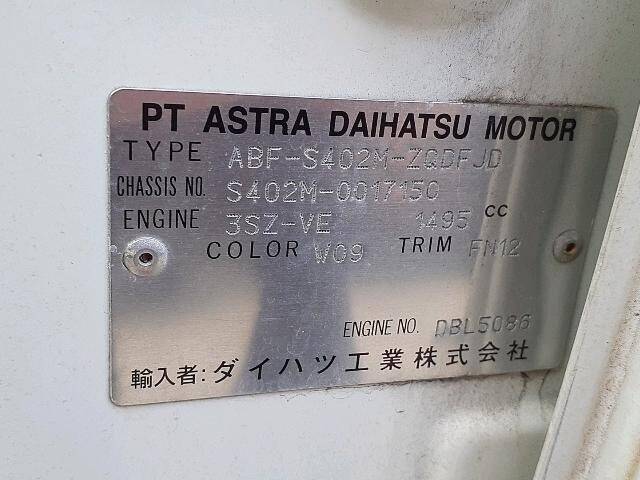 PT ASTRA DAIHATSU MOTOR
TYPE ABF-S402M-ZQDFJD
CHASSIS NO. S402M-0017150
ENGINE 3SZ-VE 1495 CC
COLOR W09 TRIM FN12
ENGINE NO. DBL5086
輸入者:ダイハツ工業株式会社